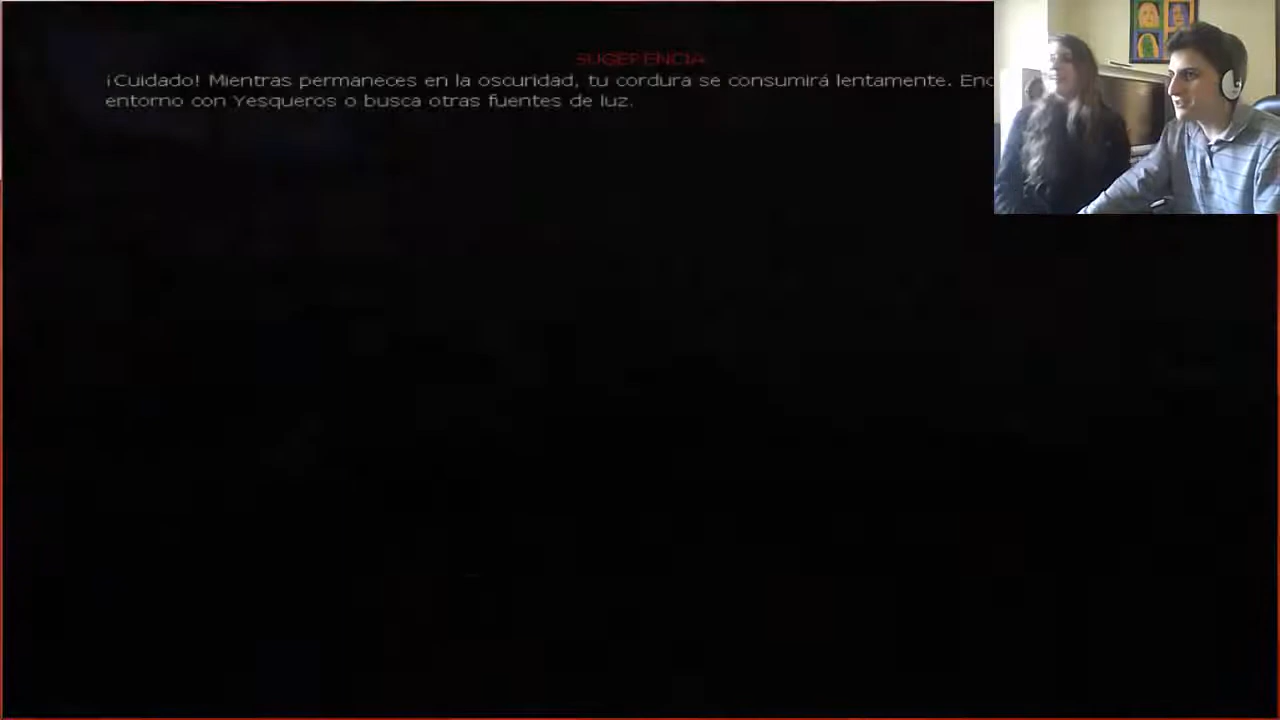 SUGERENCIA
¡Cuidado! Mientras permaneces en la oscuridad, tu cordura se consumirá lentamente.
entorno con Yesqueros o busca otras fuentes de luz.